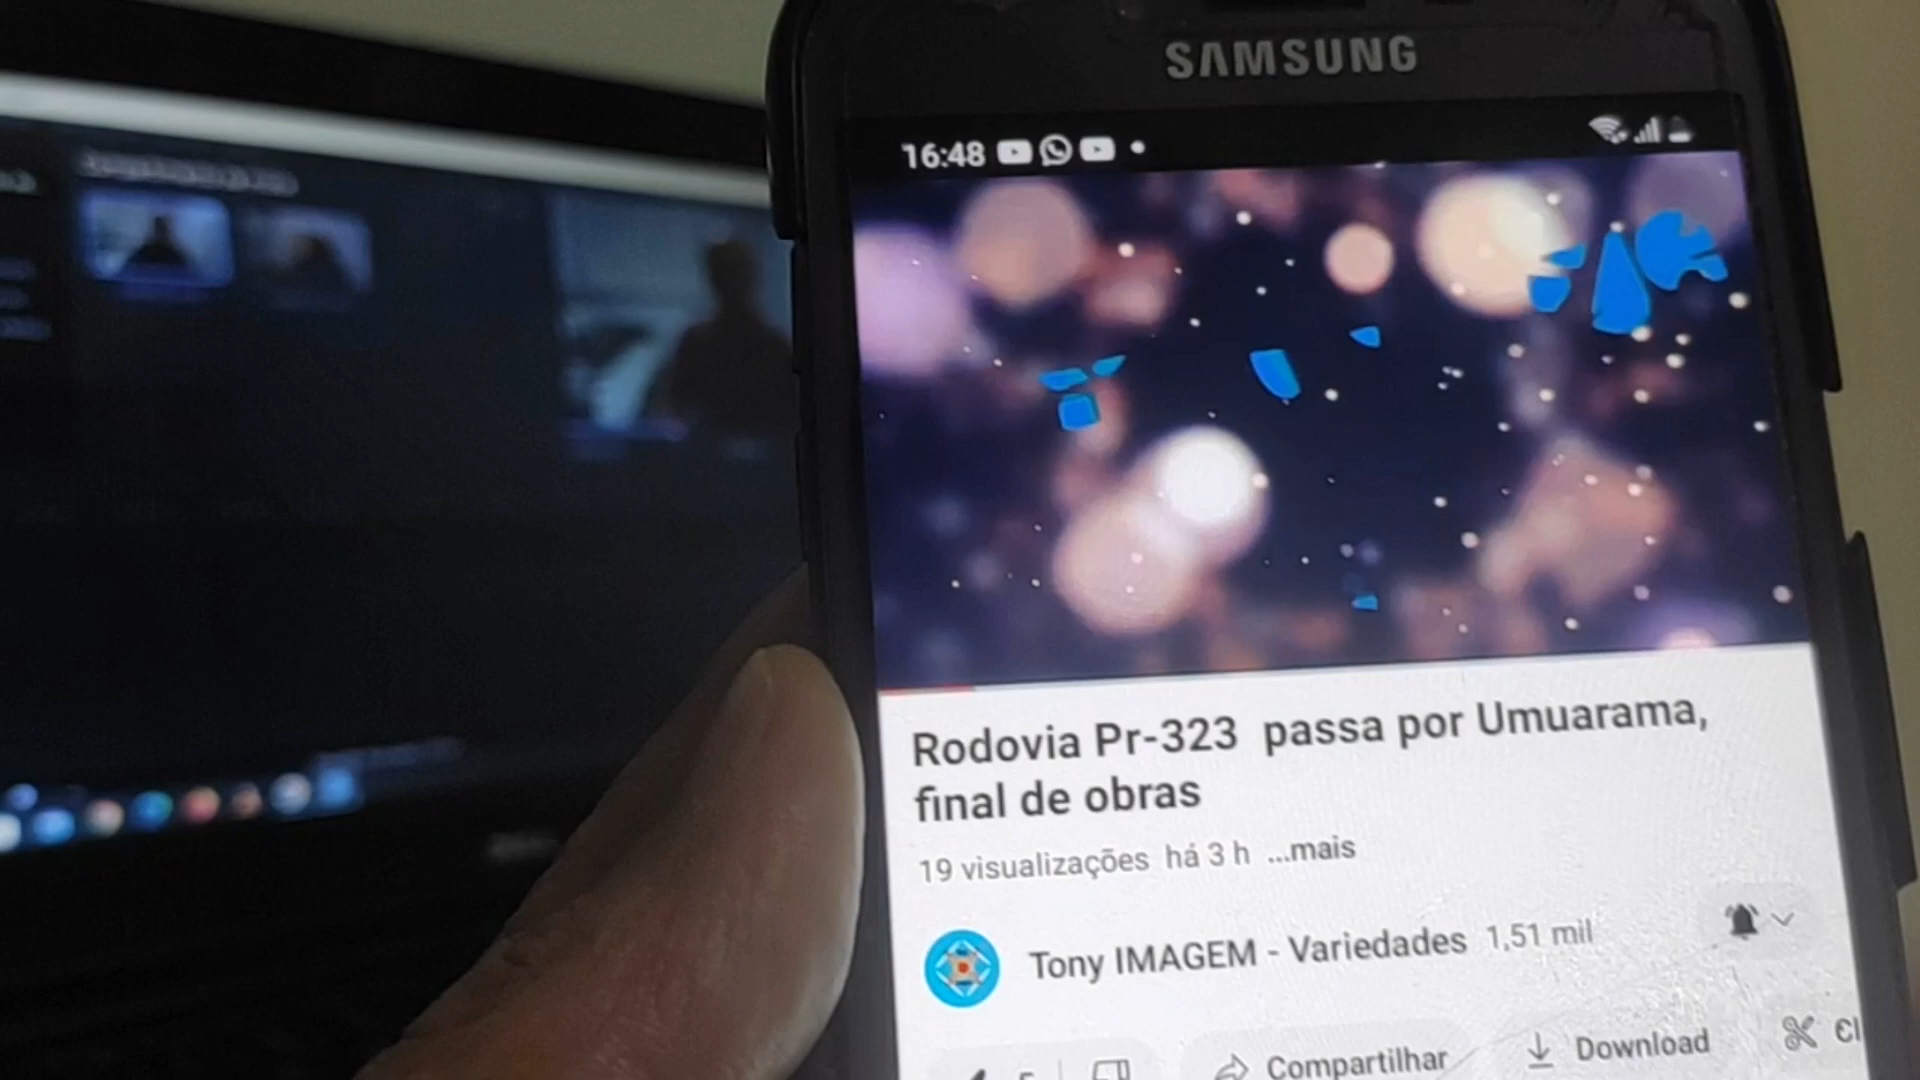 SAMSUNG
16:48
Rodovia Pr-323 passa por Umuarama,
final de obras
19 visualizações há 3 h ...mais
Tony IMAGEM - Variedades 1,51 mil
Compartilhar Download